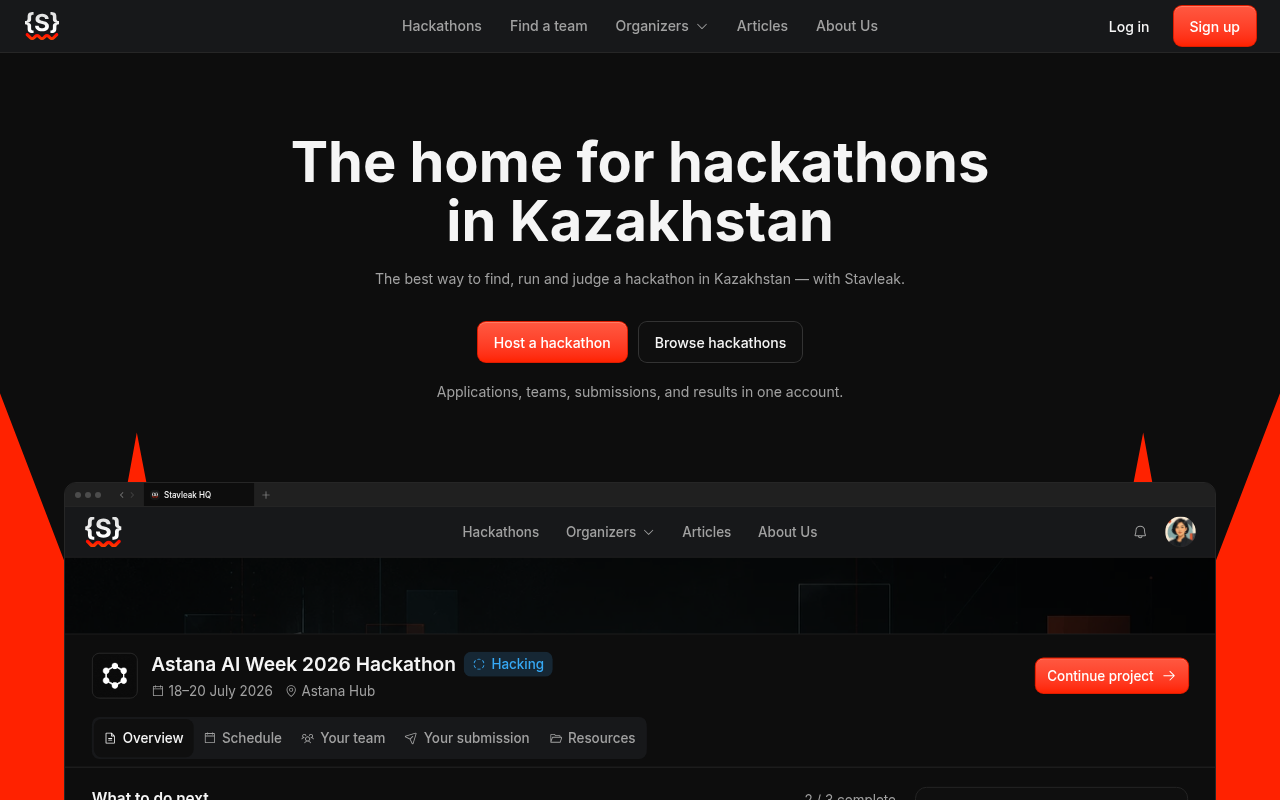 {S}
Hackathons
Find a team
Organizers
Articles
About Us
Log in
Sign up
The home for hackathons
in Kazakhstan
The best way to find, run and judge a hackathon in Kazakhstan — with Stavleak.
Host a hackathon
Browse hackathons
Applications, teams, submissions, and results in one account.
Stavleak HQ
{S}
Hackathons
Organizers
Articles
About Us
Astana AI Week 2026 Hackathon
Hacking
18–20 July 2026
Astana Hub
Continue project
Overview
Schedule
Your team
Your submission
Resources
What to do next
2 / 3 complete